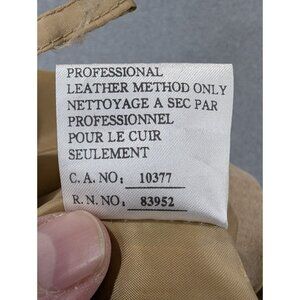 PROFESSIONAL
LEATHER METHOD ONLY
NETTOYAGE A SEC PAR
PROFESSIONNEL
POUR LE CUIR
SEULEMENT
C. A. NO: 10377
R. N. NO: 83952